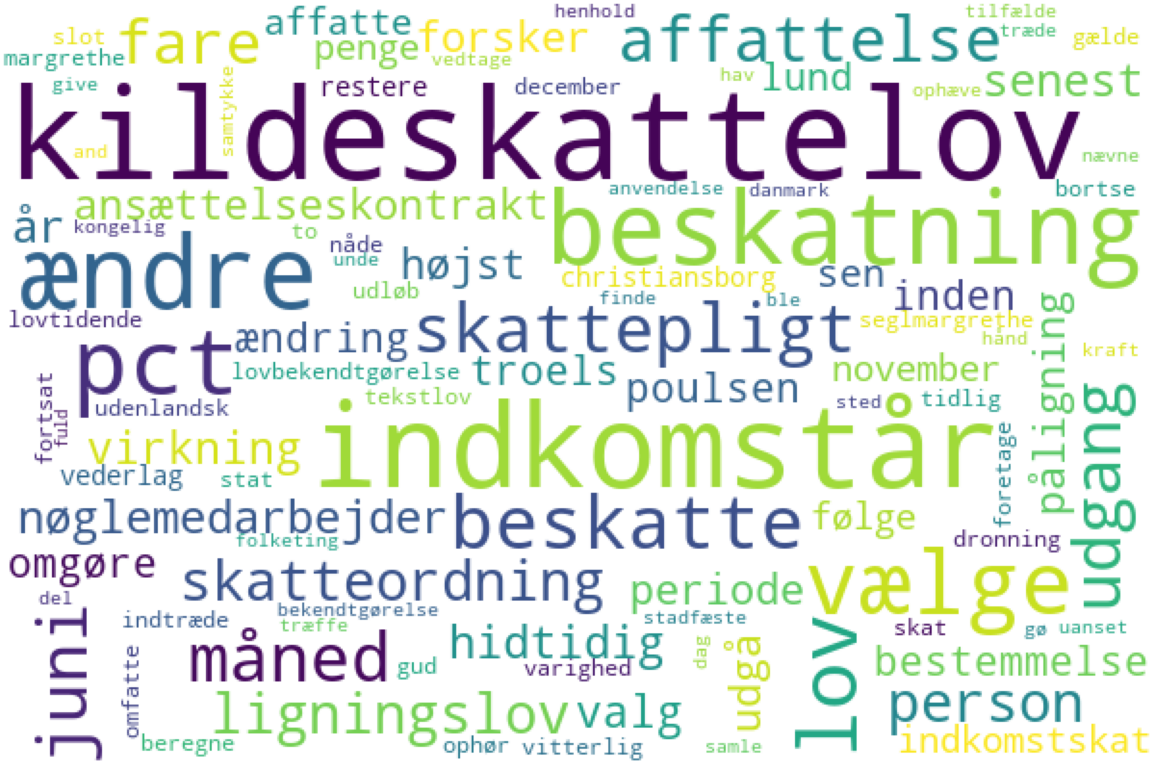 henhold
tilfælde
slot
fare
affatte
forsker
affattelse
træde
gælde
margrethe
penge
vedtage
give
samtykke
restere
december
hav
lund
ophæve
senest
kildeskattelov
and
nævne
ansættelseskontrakt
anvendelse
danmark
bortse
beskatning
år
kongelig
to
nåde
unde
højst
ændre
udløb
christiansborg
sen
inden
finde
ble
lovtidende
ændring
skattepligt
seglmargrethe
hånd
påligning
kraft
pct
lovbekendtgørelse
troels
poulsen
november
fortsat
fuld
udenlandsk
tekstlov
sted
tidlig
udgang
virkning
indkomstår
foretage
vederlag
stat
nøglemedarbejder
beskatte
følge
folketing
dronning
omgøre
skatteordning
periode
vælge
del
indtræde
bekendtgørelse
træffe
stadfæste
juni
skat
gø
uanset
måned
gud
hidtidig
varighed
dag
udgå
lov
bestemmelse
omfatte
ligningslov
valg
person
beregne
ophør
vitterlig
samle
indkomstskat